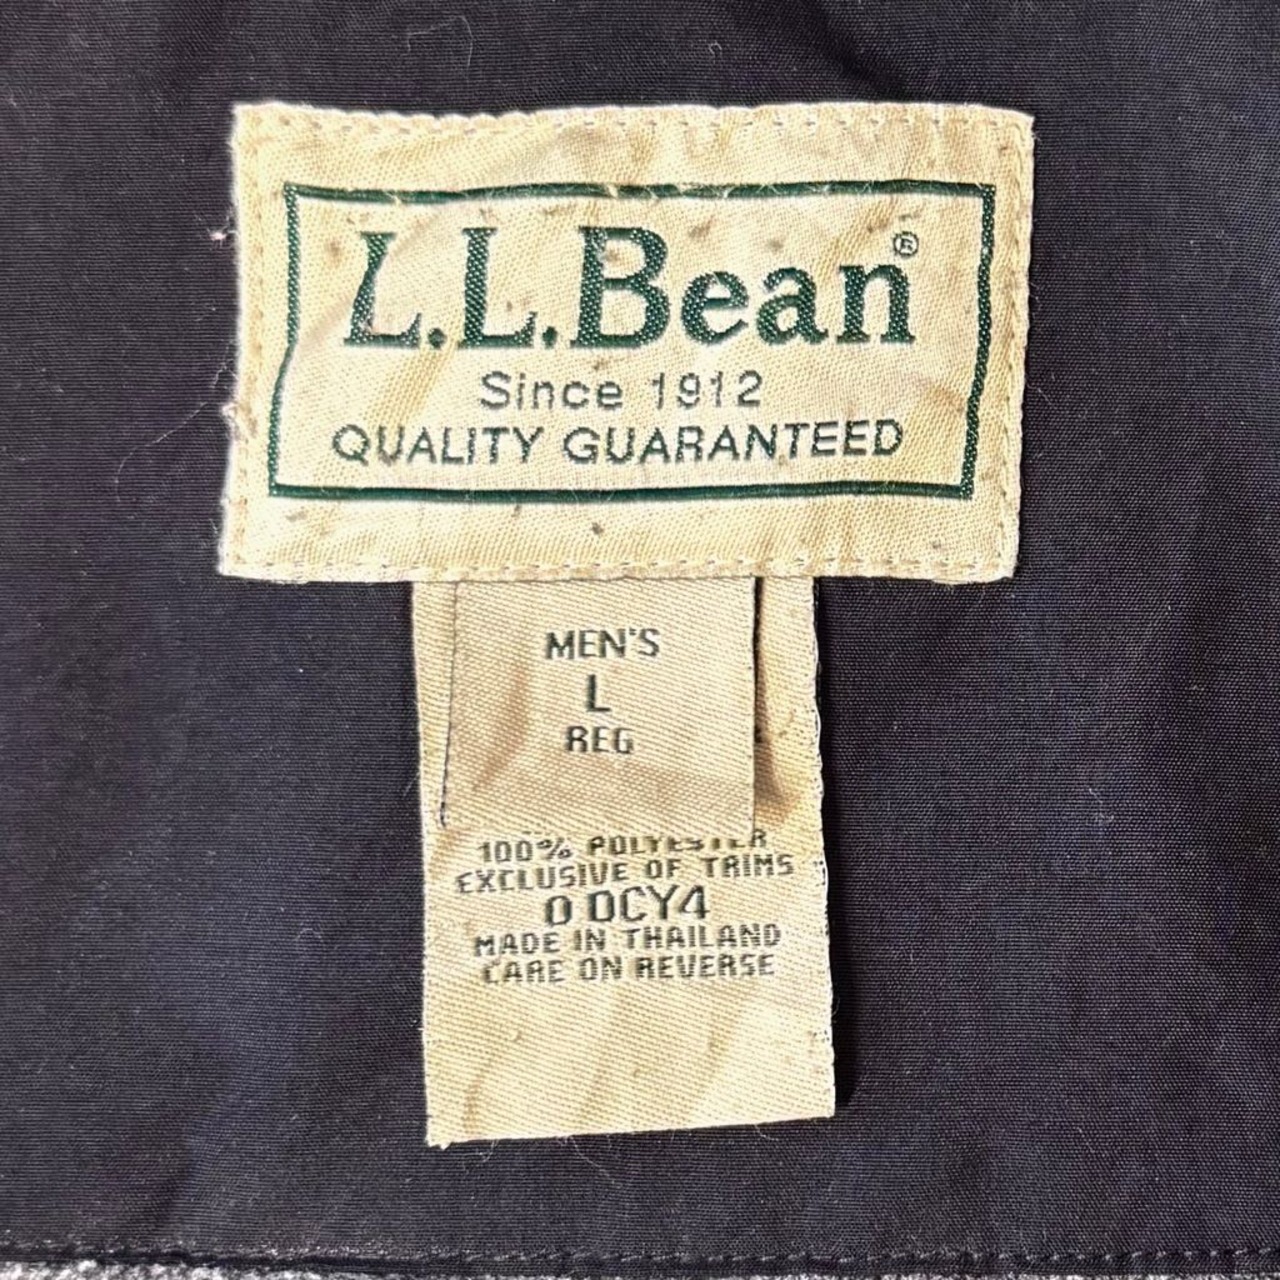 L.L.Bean®
Since 1912
QUALITY GUARANTEED
MEN'S
L
REG
100% POLYESTER
EXCLUSIVE OF TRIMS
0 DCY4
MADE IN THAILAND
CARE ON REVERSE